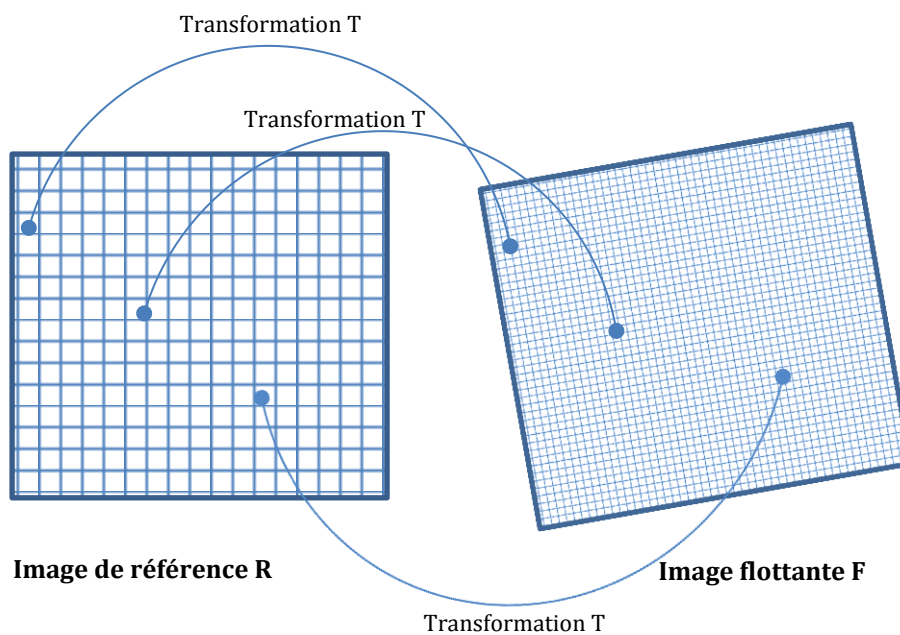 Transformation T
Transformation T
Image de référence R
Image flottante F
Transformation T